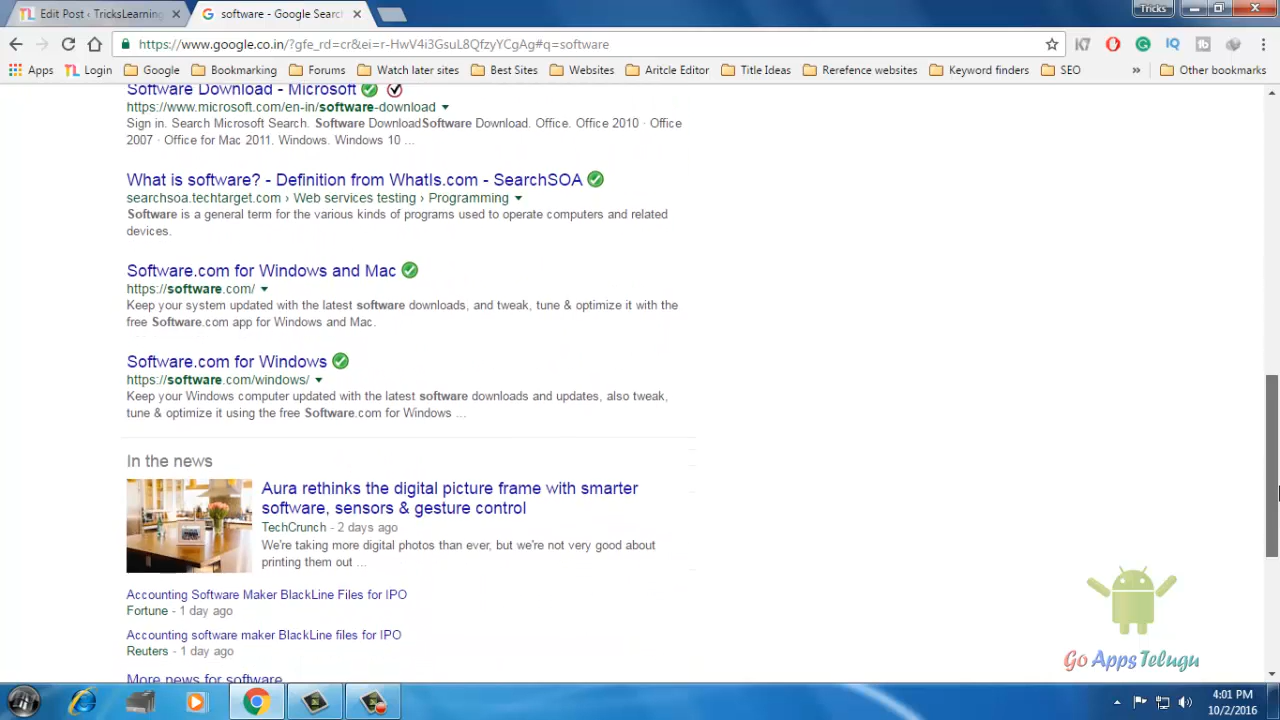 Edit Post ‹ TricksLearning
software - Google Search
Tricks
https://www.google.co.in/?gfe_rd=cr&ei=r-HwV4i3GsuL8QfzyYCgAg#q=software
Apps
Login
Google
Bookmarking
Forums
Watch later sites
Best Sites
Websites
Aritcle Editor
Title Ideas
Rerefence websites
Keyword finders
SEO
»
Other bookmarks
Software Download - Microsoft
https://www.microsoft.com/en-in/software-download
Sign in. Search Microsoft Search. Software DownloadSoftware Download. Office. Office 2010 · Office
2007 · Office for Mac 2011. Windows. Windows 10 ...
What is software? - Definition from WhatIs.com - SearchSOA
searchsoa.techtarget.com › Web services testing › Programming
Software is a general term for the various kinds of programs used to operate computers and related
devices.
Software.com for Windows and Mac
https://software.com/
Keep your system updated with the latest software downloads, and tweak, tune & optimize it with the
free Software.com app for Windows and Mac.
Software.com for Windows
https://software.com/windows/
Keep your Windows computer updated with the latest software downloads and updates, also tweak,
tune & optimize it using the free Software.com for Windows ...
In the news
Aura rethinks the digital picture frame with smarter
software, sensors & gesture control
TechCrunch - 2 days ago
We're taking more digital photos than ever, but we're not very good about
printing them out ...
Accounting Software Maker BlackLine Files for IPO
Fortune - 1 day ago
Accounting software maker BlackLine files for IPO
Reuters - 1 day ago
More news for software
Go Apps Telugu
4:01 PM
10/2/2016